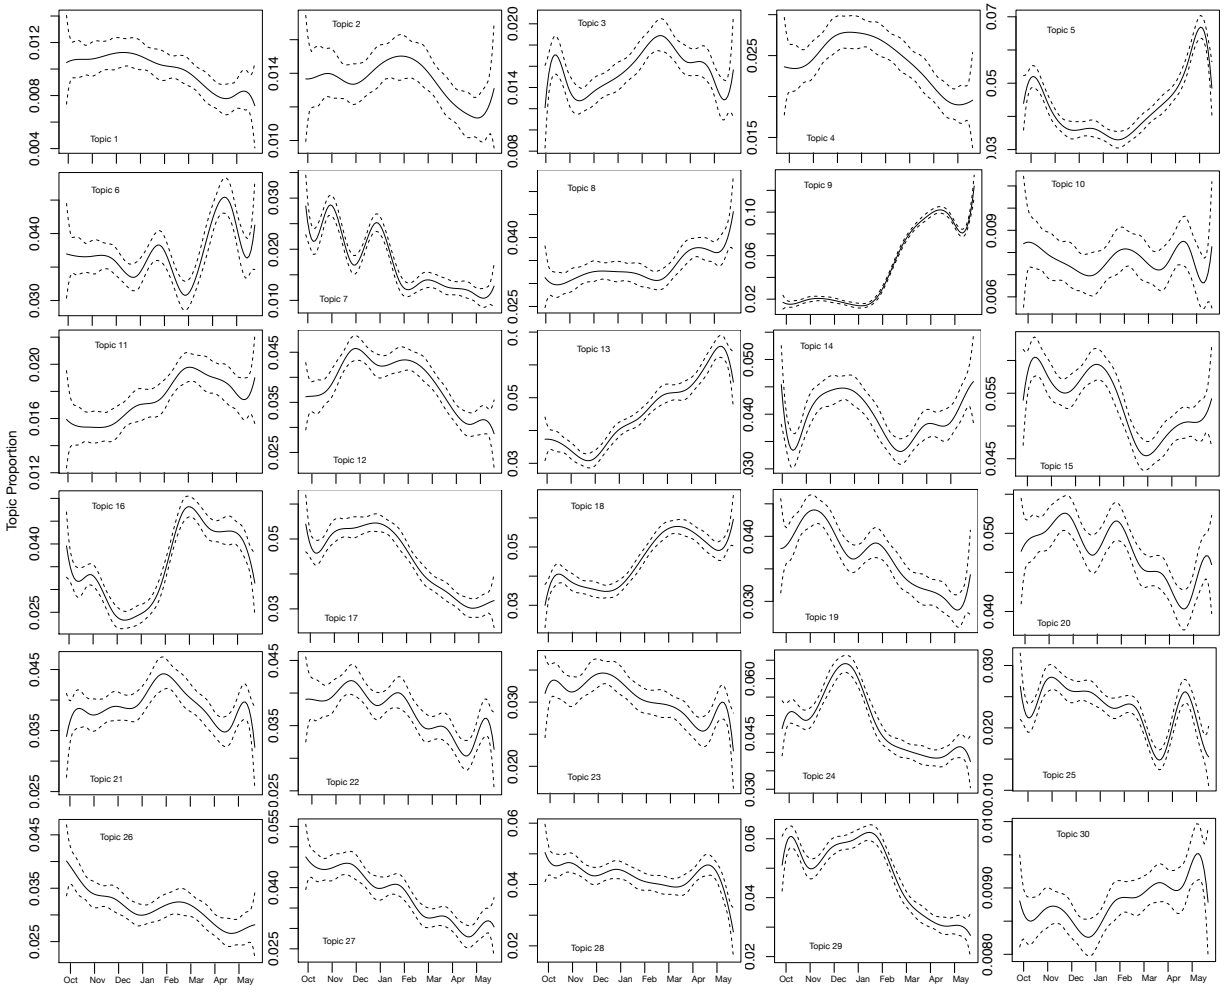 Topic Proportion
Topic 1
0.012
0.008
0.004
Topic 2
0.014
0.010
Topic 3
0.020
0.014
0.008
Topic 4
0.025
0.015
Topic 5
0.07
0.05
Topic 6
0.040
0.030
Topic 7
0.030
0.020
0.010
Topic 8
0.040
0.025
Topic 9
0.10
0.06
0.02
Topic 10
0.009
0.006
Topic 11
0.020
0.016
0.012
Topic 12
0.045
0.035
0.025
Topic 13
0.05
0.03
Topic 14
0.050
0.040
.030
Topic 15
0.055
0.045
Topic 16
0.040
0.025
Topic 17
0.05
0.03
Topic 18
0.05
0.03
Topic 19
0.040
0.030
Topic 20
0.050
0.040
Topic 21
0.045
0.035
0.025
Topic 22
0.045
0.035
0.025
Topic 23
0.030
0.020
Topic 24
0.060
0.045
0.030
Topic 25
0.030
0.020
0.010
Topic 26
0.045
0.035
0.025
Topic 27
0.055
0.040
0.025
Topic 28
0.06
0.04
0.02
Topic 29
0.06
0.04
0.02
Topic 30
0.0100
0.0090
0.0080
Oct Nov Dec Jan Feb Mar Apr May
Oct Nov Dec Jan Feb Mar Apr May
Oct Nov Dec Jan Feb Mar Apr May
Oct Nov Dec Jan Feb Mar Apr May
Oct Nov Dec Jan Feb Mar Apr May